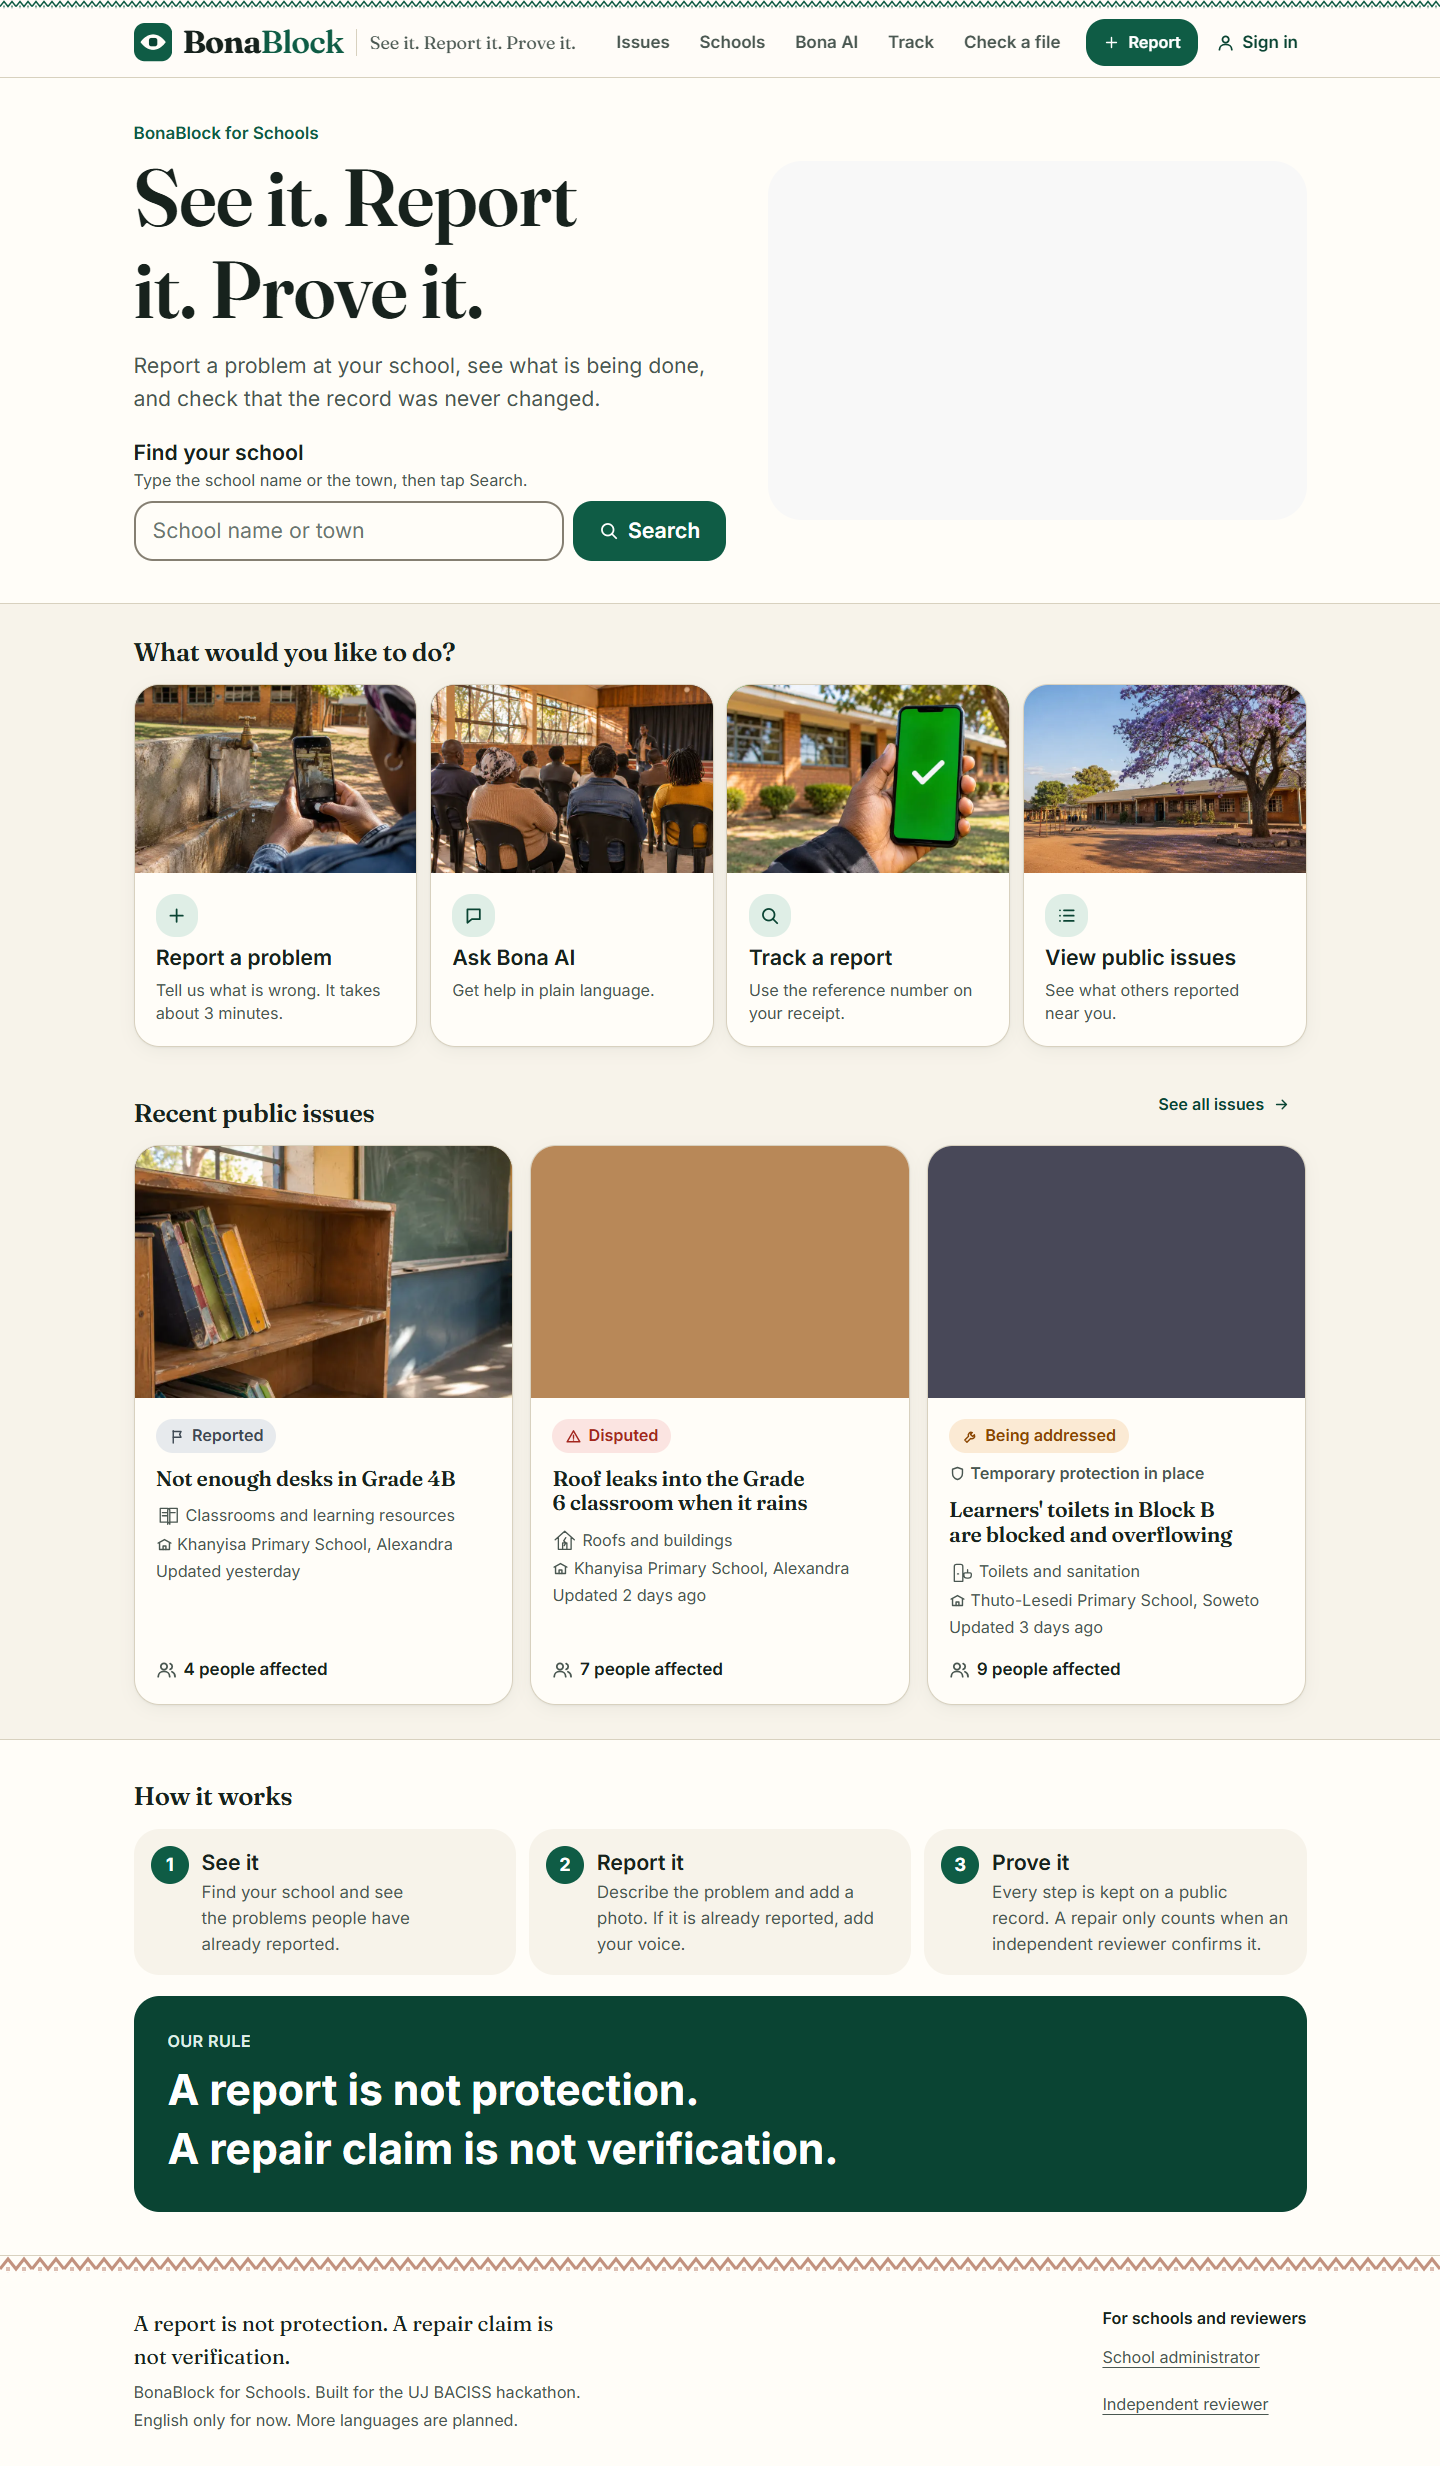 BonaBlock
See it. Report it. Prove it.
Issues
Schools
Bona AI
Track
Check a file
Report
Sign in
BonaBlock for Schools
See it. Report
it. Prove it.
Report a problem at your school, see what is being done,
and check that the record was never changed.
Find your school
Type the school name or the town, then tap Search.
School name or town
Search
What would you like to do?
Report a problem
Tell us what is wrong. It takes
about 3 minutes.
Ask Bona AI
Get help in plain language.
Track a report
Use the reference number on
your receipt.
View public issues
See what others reported
near you.
Recent public issues
See all issues
Reported
Not enough desks in Grade 4B
Classrooms and learning resources
Khanyisa Primary School, Alexandra
Updated yesterday
4 people affected
Disputed
Roof leaks into the Grade
6 classroom when it rains
Roofs and buildings
Khanyisa Primary School, Alexandra
Updated 2 days ago
7 people affected
Being addressed
Temporary protection in place
Learners' toilets in Block B
are blocked and overflowing
Toilets and sanitation
Thuto-Lesedi Primary School, Soweto
Updated 3 days ago
9 people affected
How it works
1
See it
Find your school and see
the problems people have
already reported.
2
Report it
Describe the problem and add a
photo. If it is already reported, add
your voice.
3
Prove it
Every step is kept on a public
record. A repair only counts when an
independent reviewer confirms it.
OUR RULE
A report is not protection.
A repair claim is not verification.
A report is not protection. A repair claim is
not verification.
BonaBlock for Schools. Built for the UJ BACISS hackathon.
English only for now. More languages are planned.
For schools and reviewers
School administrator
Independent reviewer